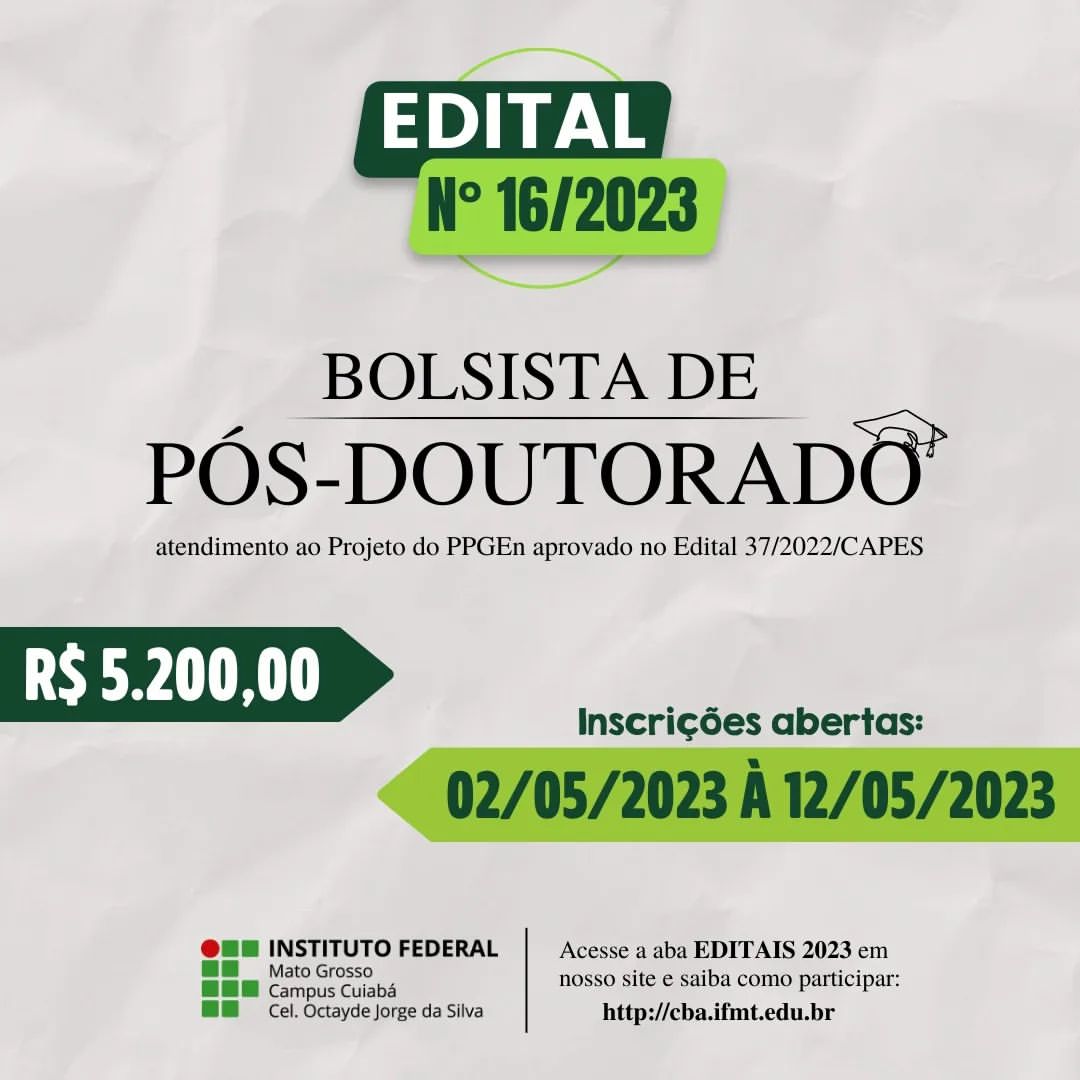 EDITAL
N° 16/2023
BOLSISTA DE
PÓS-DOUTORADO
atendimento ao Projeto do PPGEn aprovado no Edital 37/2022/CAPES
R$ 5.200,00
Inscrições abertas:
02/05/2023 À 12/05/2023
INSTITUTO FEDERAL
Mato Grosso
Campus Cuiabá
Cel. Octayde Jorge da Silva
Acesse a aba EDITAIS 2023 em
nosso site e saiba como participar:
http://cba.ifmt.edu.br